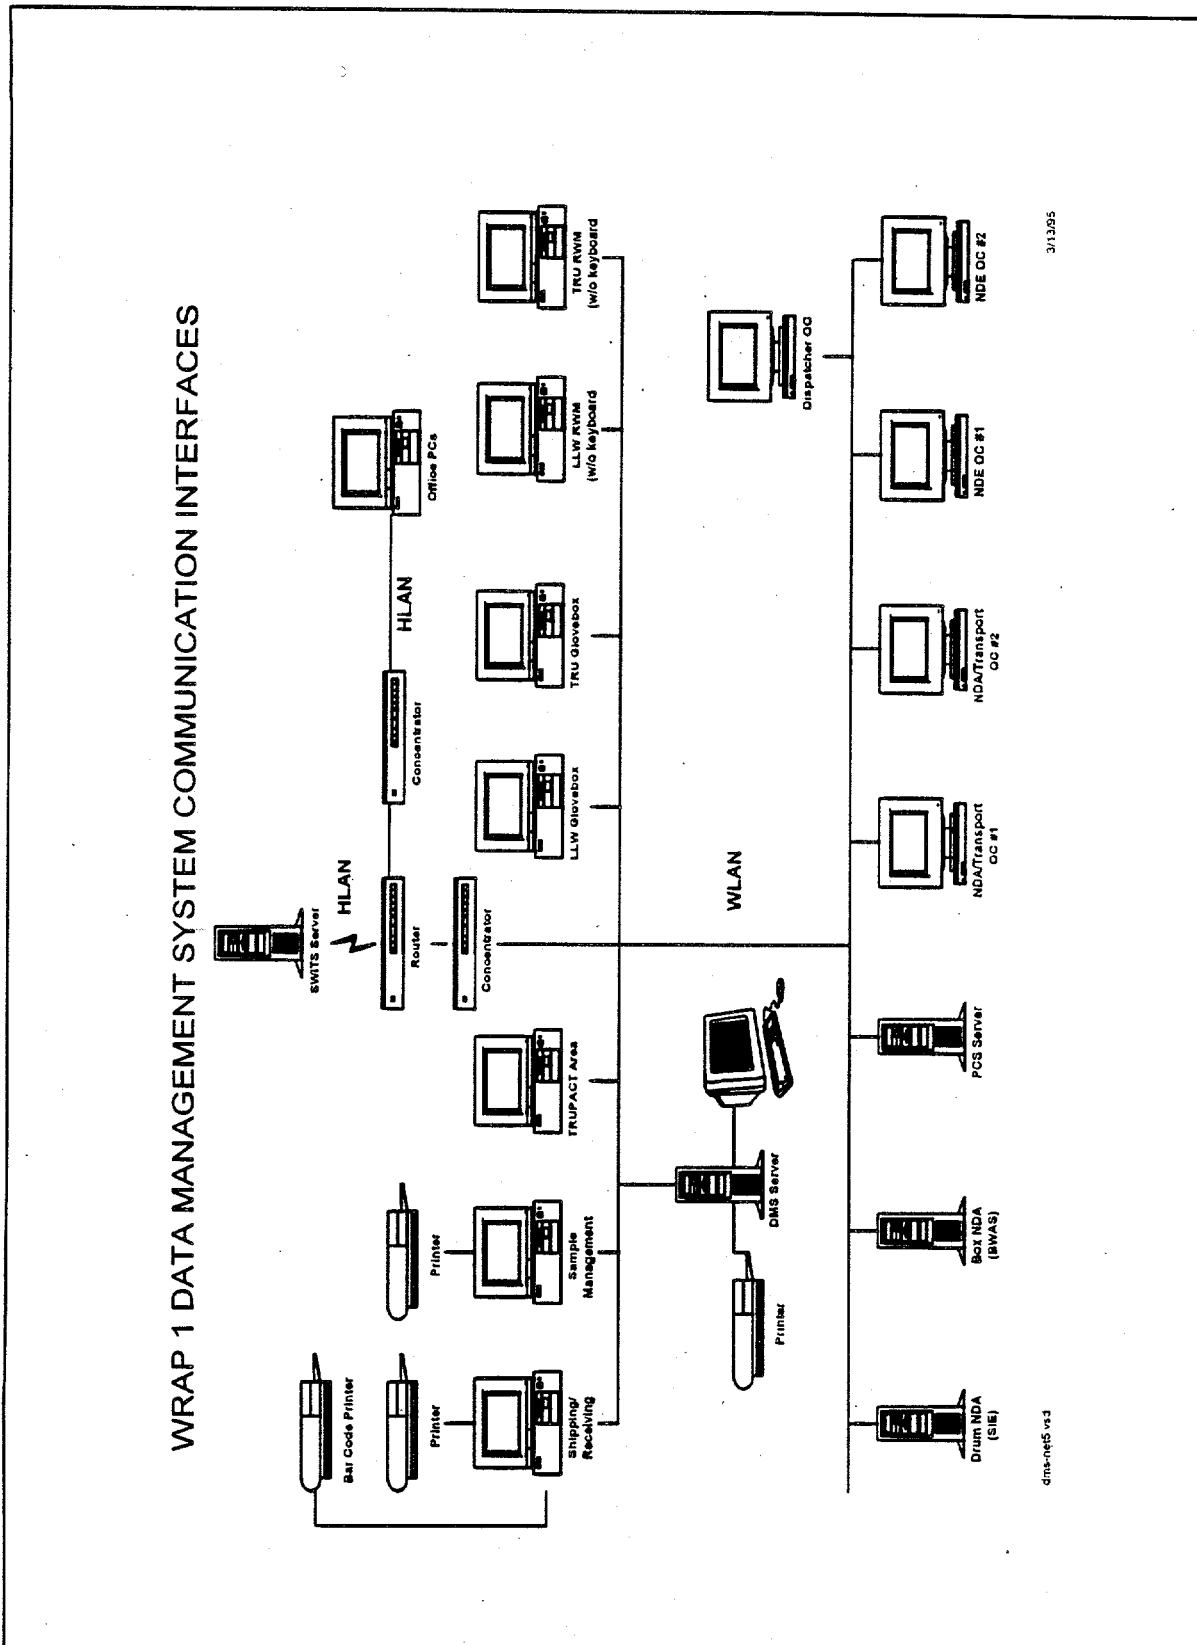 WRAP 1 DATA MANAGEMENT SYSTEM COMMUNICATION INTERFACES
SWITS Server
HLAN
HLAN
Bar Code Printer
Printer
Printer
Router
Concentrator
Office PCs
Concentrator
Shipping/
Receiving
Sample
Management
TRUPACT Area
LLW Glovebox
TRU Glovebox
LLW RWM
(w/o keyboard)
TRU RWM
(w/o keyboard)
WLAN
Printer
DMS Server
Dispatcher OC
Drum NDA
(SIE)
Box NDA
(BWAS)
PCS Server
NDA/Transport
OC #1
NDA/Transport
OC #2
NDE OC #1
NDE OC #2
dms-net5.vsd
3/13/95